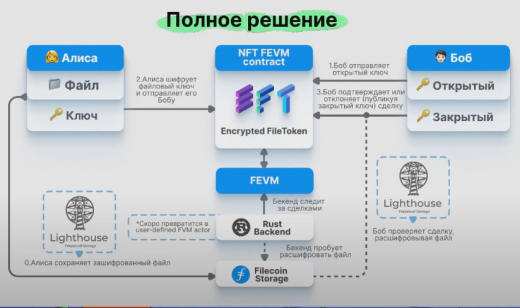 Полное решение
Алиса
Файл
Ключ
2.Алиса шифрует
файловый ключ
и отправляет его
Бобу
NFT FEVM
contract
EFT
Encrypted FileToken
1.Боб отправляет
открытый ключ
3.Боб подтверждает или
отклоняет (публикуя
закрытый ключ) сделку
Боб
Открытый
Закрытый
FEVM
Бекенд следит
за сделками
*Скоро превратится в
user-defined FVM actor
Rust
Backend
Бекенд пробует
расшифровать файл
Filecoin
Storage
Lighthouse
Perpetual Storage
0.Алиса сохраняет зашифрованный файл
Lighthouse
Perpetual Storage
Боб проверяет сделку,
расшифровывая файл